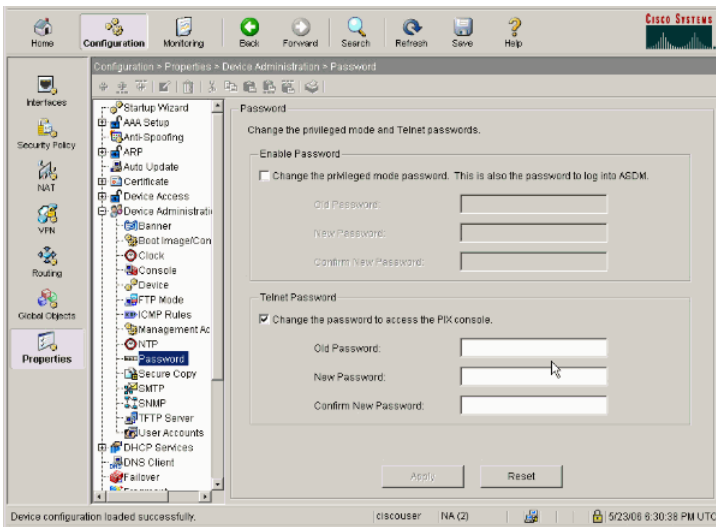 CISCO SYSTEMS
Home
Configuration
Monitoring
Back
Forward
Search
Refresh
Save
Help
Configuration > Properties > Device Administration > Password
Interfaces
Security Policy
NAT
VPN
Routing
Global Objects
Properties
Startup Wizard
AAA Setup
Anti-Spoofing
ARP
Auto Update
Certificate
Device Access
Device Administrati
Banner
Boot Image/Con
Clock
Console
Device
FTP Mode
ICMP Rules
Management Ac
NTP
Password
Secure Copy
SMTP
SNMP
TFTP Server
User Accounts
DHCP Services
DNS Client
Failover
Password
Change the privileged mode and Telnet passwords.
Enable Password
Change the privileged mode password. This is also the password to log into ASDM.
Old Password:
New Password:
Confirm New Password:
Telnet Password
Change the password to access the PIX console.
Old Password:
New Password:
Confirm New Password:
Apply
Reset
Device configuration loaded successfully.
ciscouser
NA (2)
5/23/06 6:30:38 PM UTC